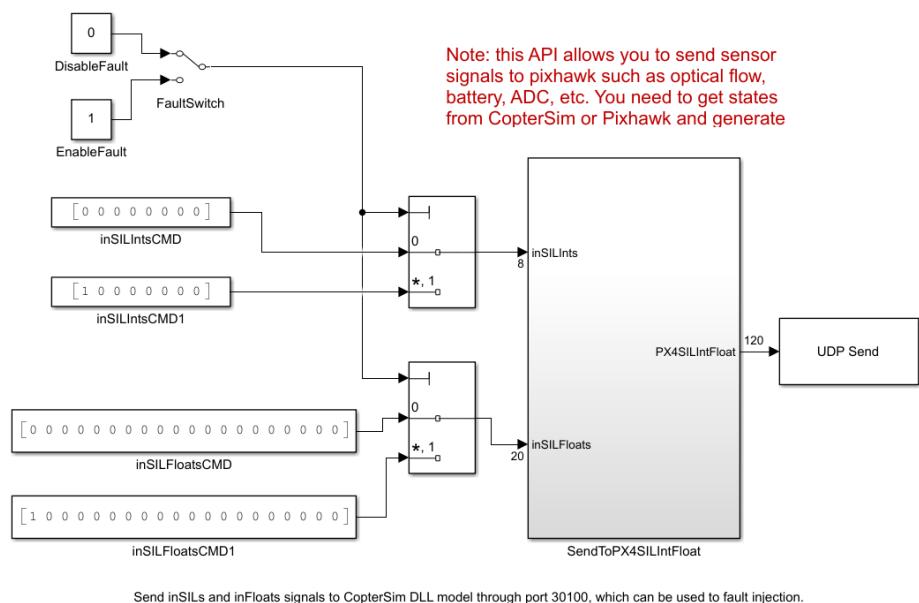 0
DisableFault
FaultSwitch
1
EnableFault
Note: this API allows you to send sensor
signals to pixhawk such as optical flow,
battery, ADC, etc. You need to get states
from CopterSim or Pixhawk and generate
[0 0 0 0 0 0 0 0]
inSILIntsCMD
[1 0 0 0 0 0 0 0]
inSILIntsCMD1
0
*, 1
8
inSILInts
PX4SILIntFloat
120
UDP Send
[0 0 0 0 0 0 0 0 0 0 0 0 0 0 0 0 0 0 0 0]
inSILFloatsCMD
[1 0 0 0 0 0 0 0 0 0 0 0 0 0 0 0 0 0 0 0]
inSILFloatsCMD1
0
*, 1
20
inSILFloats
SendToPX4SILIntFloat
Send inSILs and inFloats signals to CopterSim DLL model through port 30100, which can be used to fault injection.